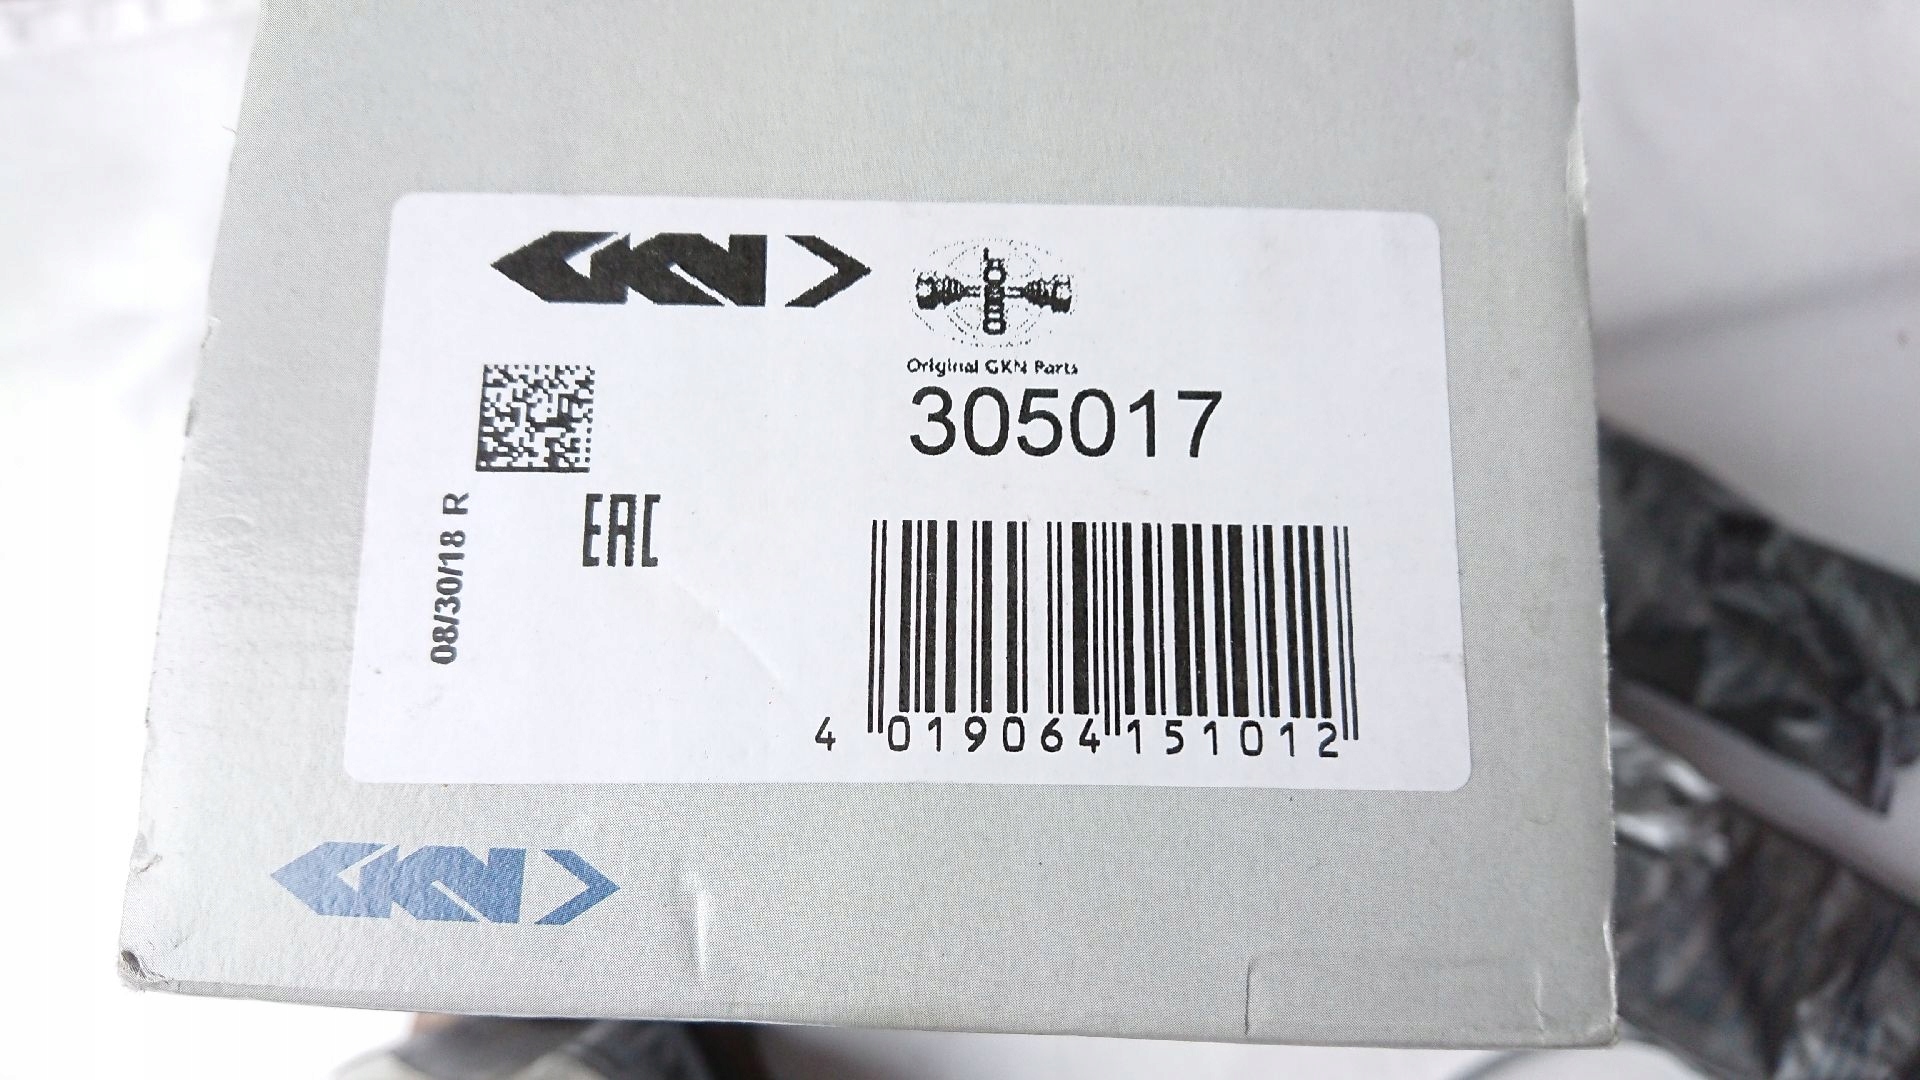 GKN
Original GKN Parts
305017
08/30/18 R
EAC
4 019064 151012
GKN